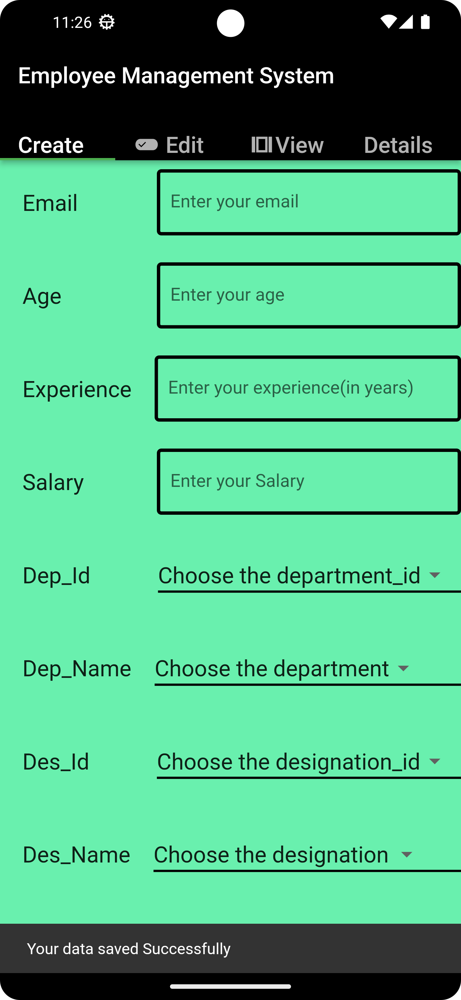 11:26
Employee Management System
Create Edit View Details
Email Enter your email
Age Enter your age
Experience Enter your experience(in years)
Salary Enter your Salary
Dep_Id Choose the department_id
Dep_Name Choose the department
Des_Id Choose the designation_id
Des_Name Choose the designation
Your data saved Successfully